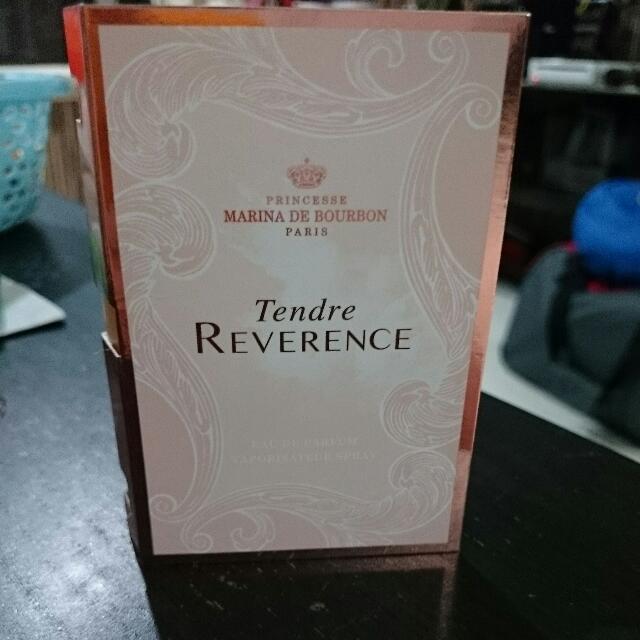 PRINCESSE
MARINA DE BOURBON
PARIS
Tendre
REVERENCE
EAU DE PARFUM
VAPORISATEUR SPRAY